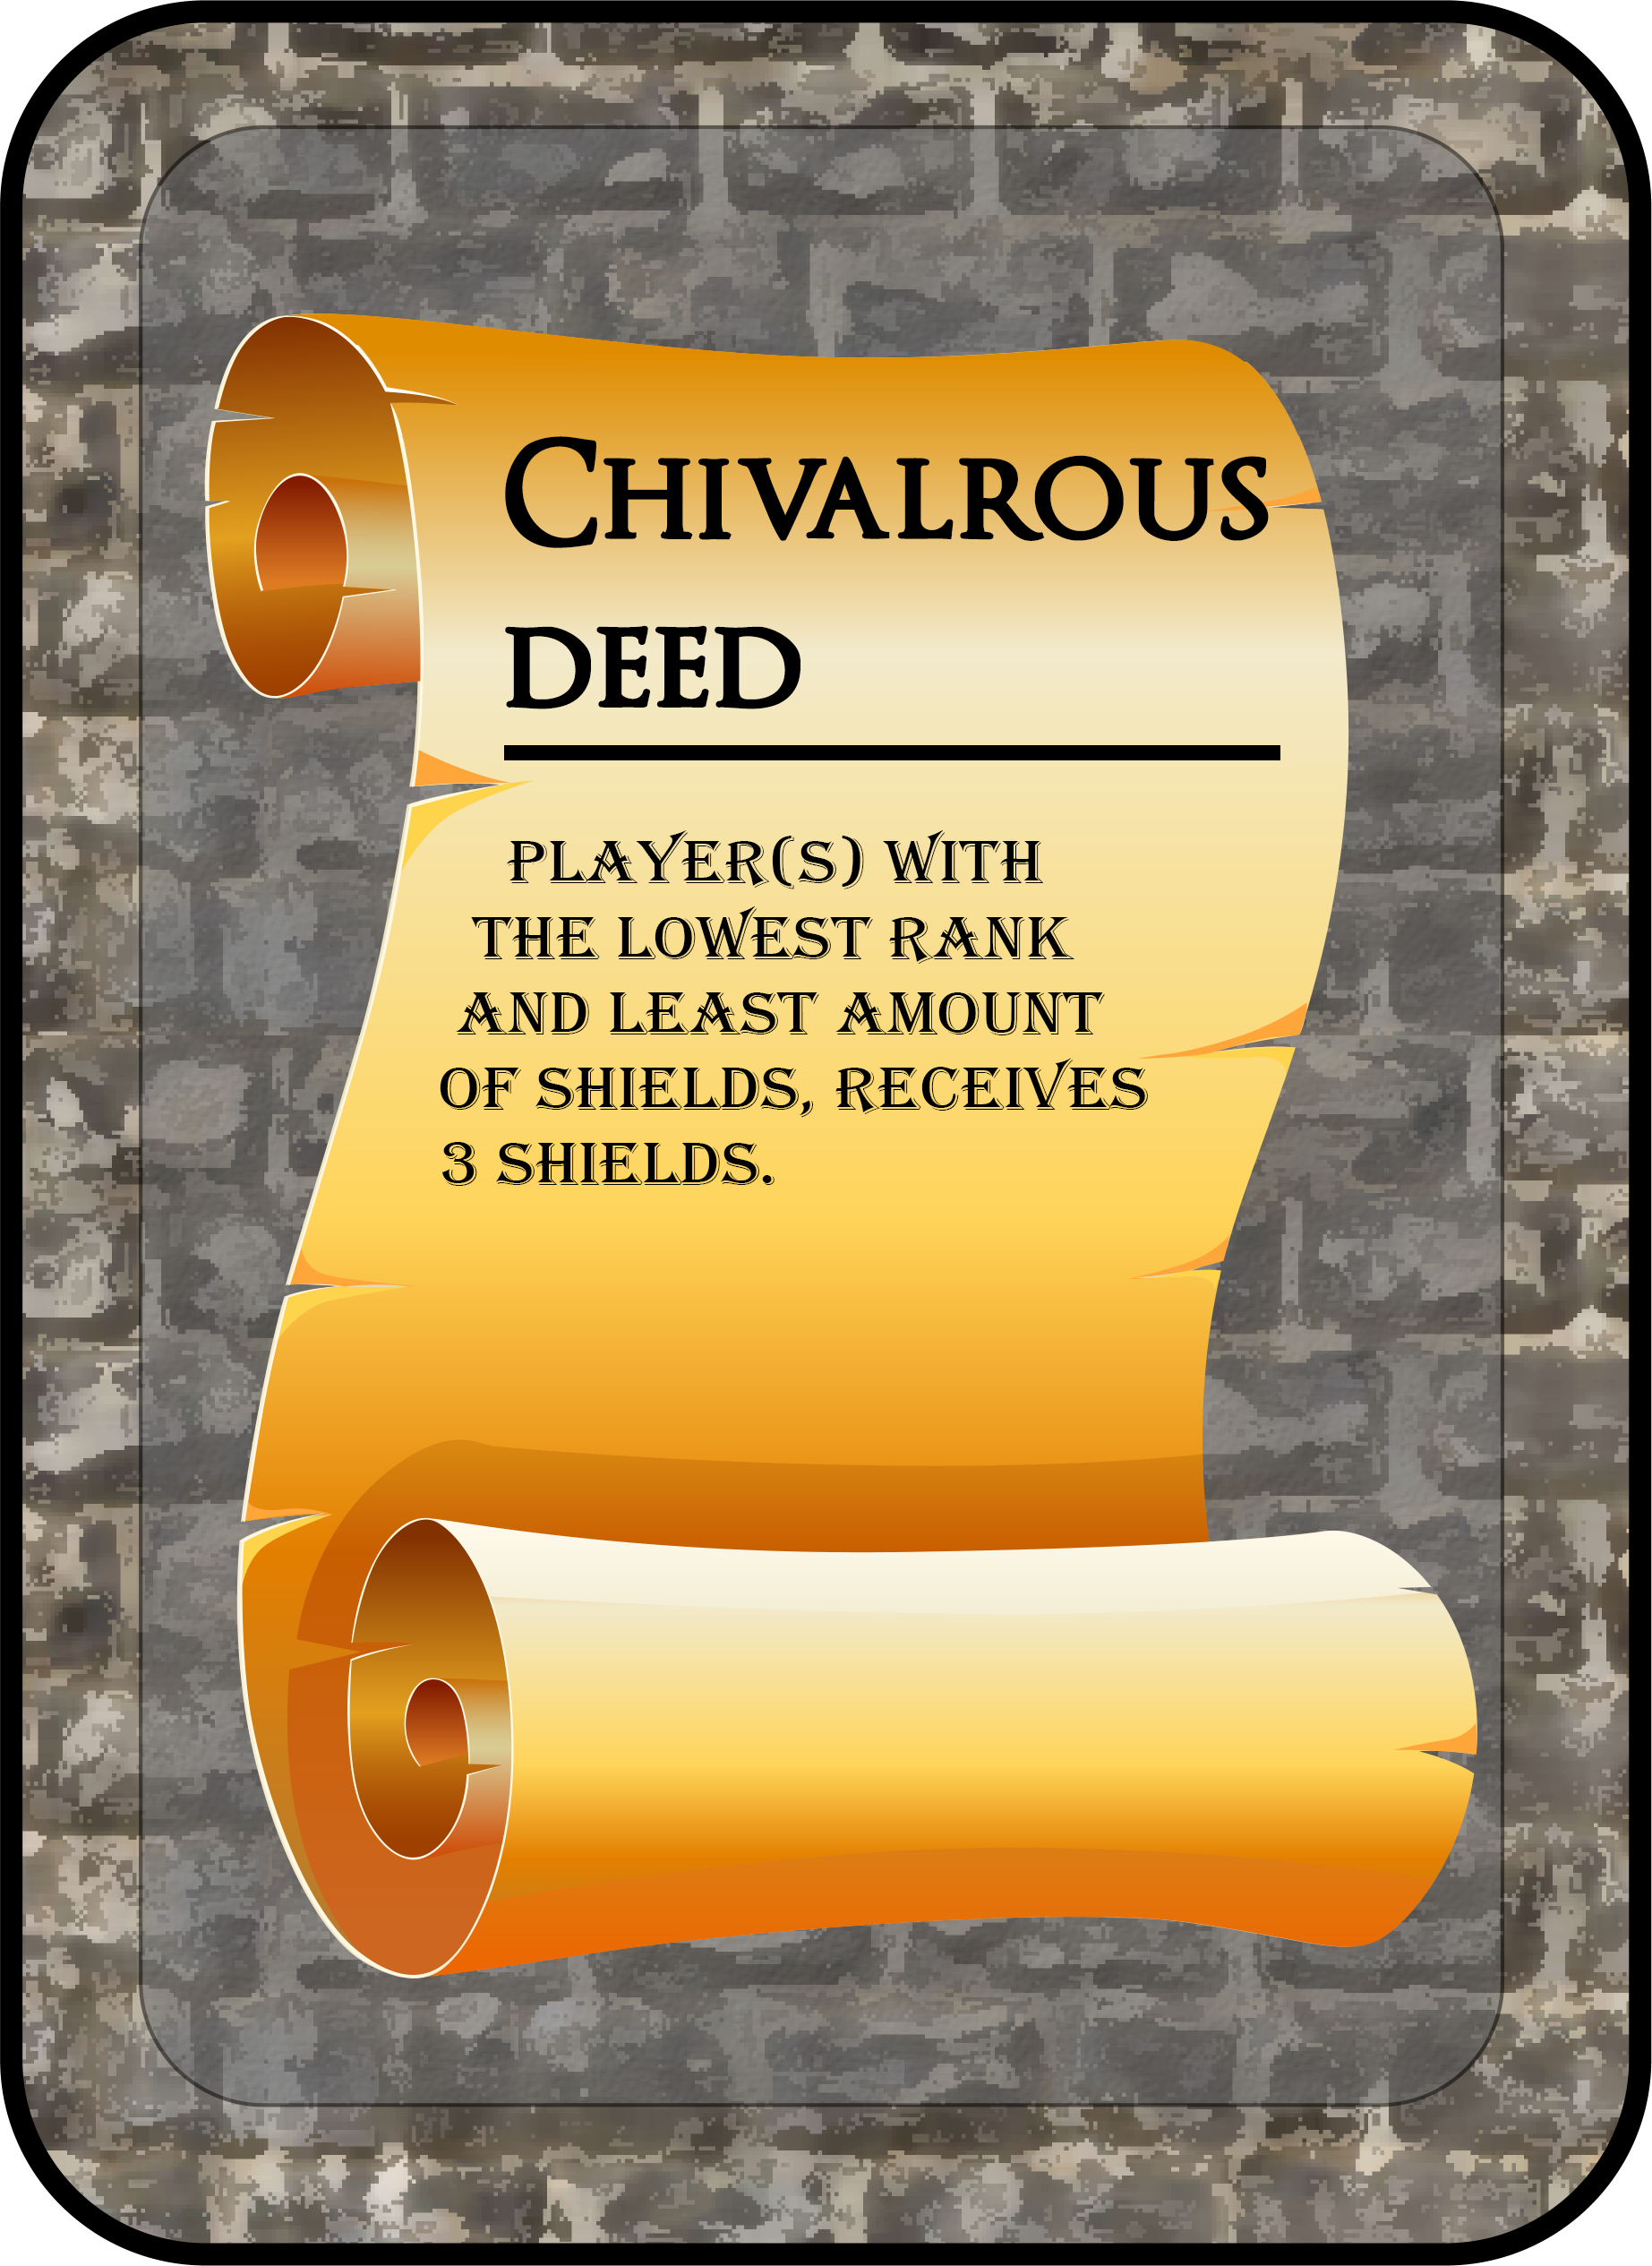 Chivalrous
deed
Player(s) with
the lowest rank
and least amount
of shields, receives
3 shields.